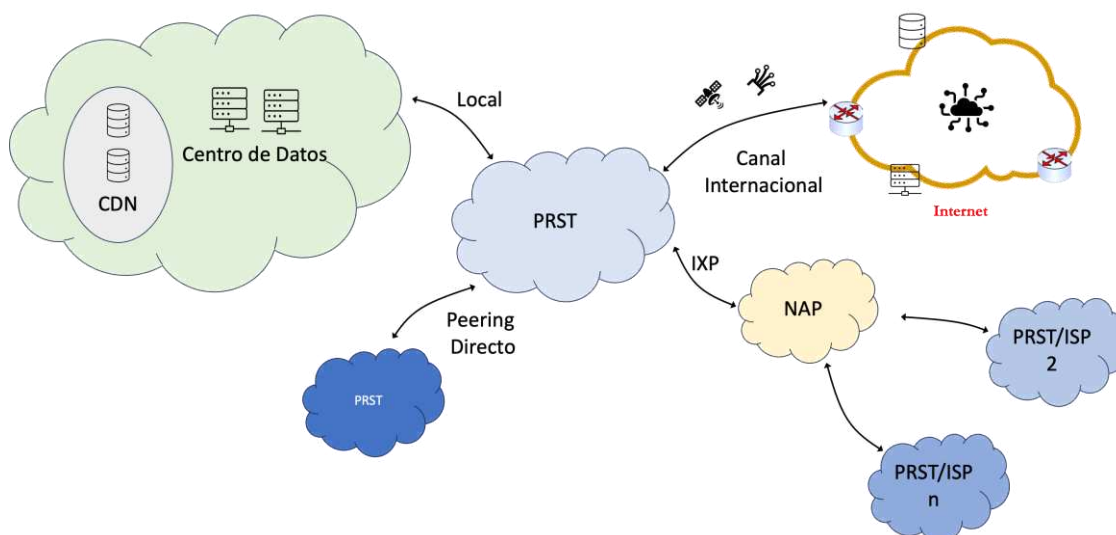 Local
Centro de Datos
CDN
PRST
Canal
Internacional
Internet
IXP
NAP
Peering
Directo
PRST
PRST/ISP
2
PRST/ISP
n